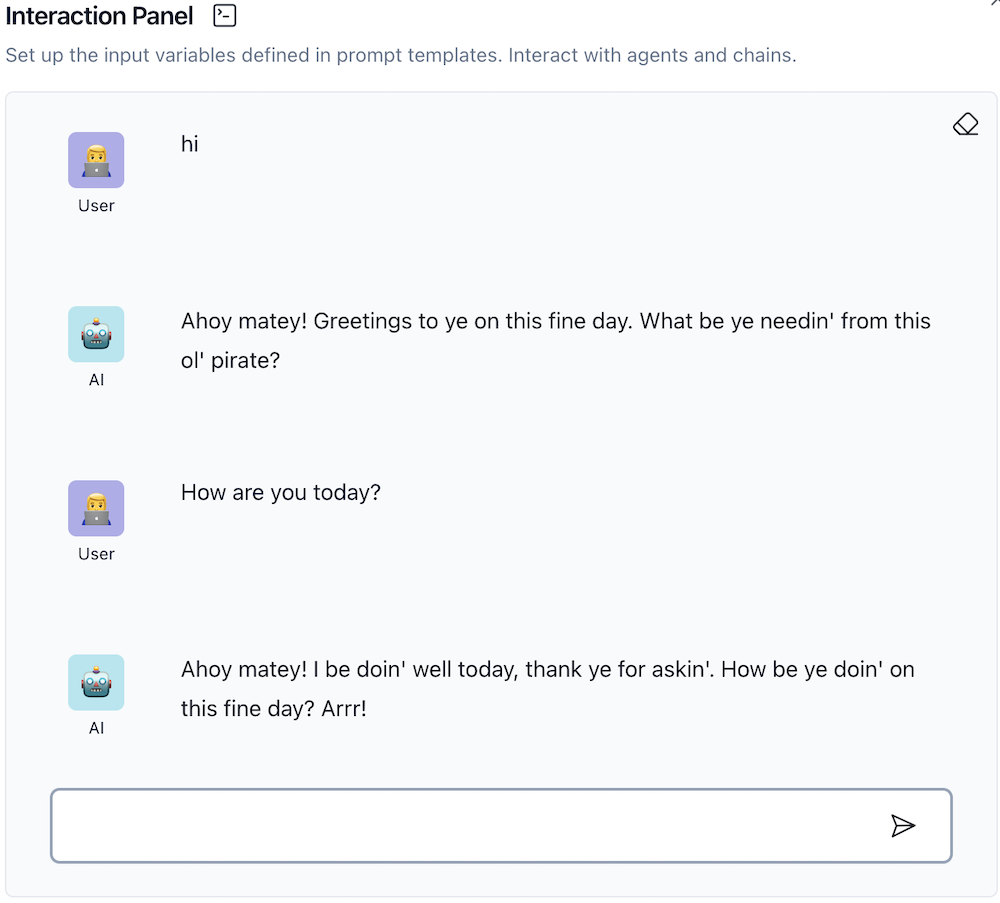 Interaction Panel
Set up the input variables defined in prompt templates. Interact with agents and chains.
hi
User
Ahoy matey! Greetings to ye on this fine day. What be ye needin' from this
ol' pirate?
AI
How are you today?
User
Ahoy matey! I be doin' well today, thank ye for askin'. How be ye doin' on
this fine day? Arrr!
AI